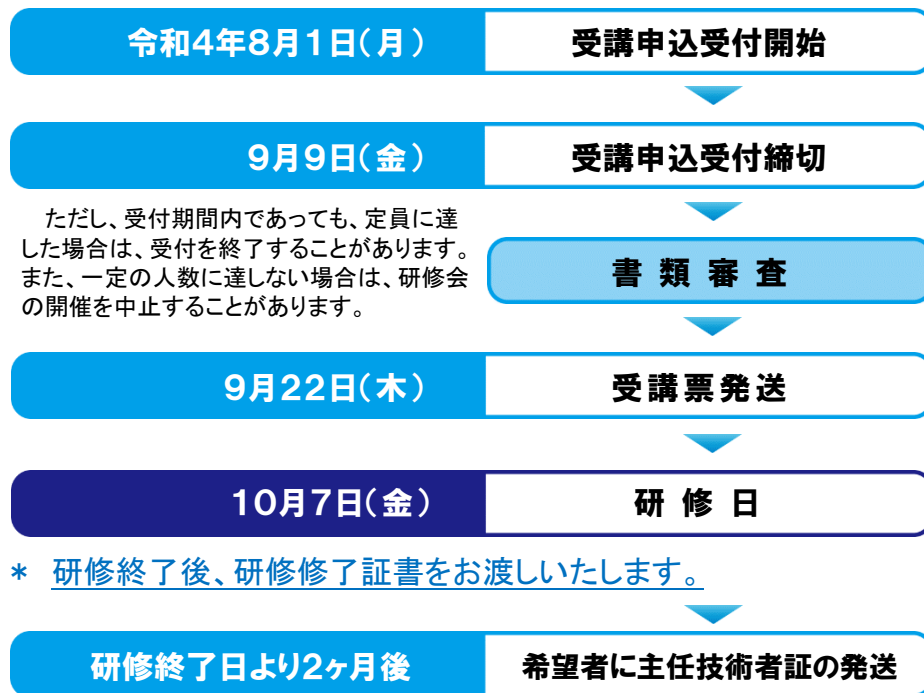 令和4年8月1日(月) 受講申込受付開始
9月9日(金) 受講申込受付締切
ただし、受付期間内であっても、定員に達
した場合は、受付を終了することがあります。
また、一定の人数に達しない場合は、研修会
の開催を中止することがあります。
書類審査
9月22日(木) 受講票発送
10月7日(金) 研修日
* 研修終了後、研修修了証書をお渡しいたします。
研修終了日より2ヶ月後 希望者に主任技術者証の発送